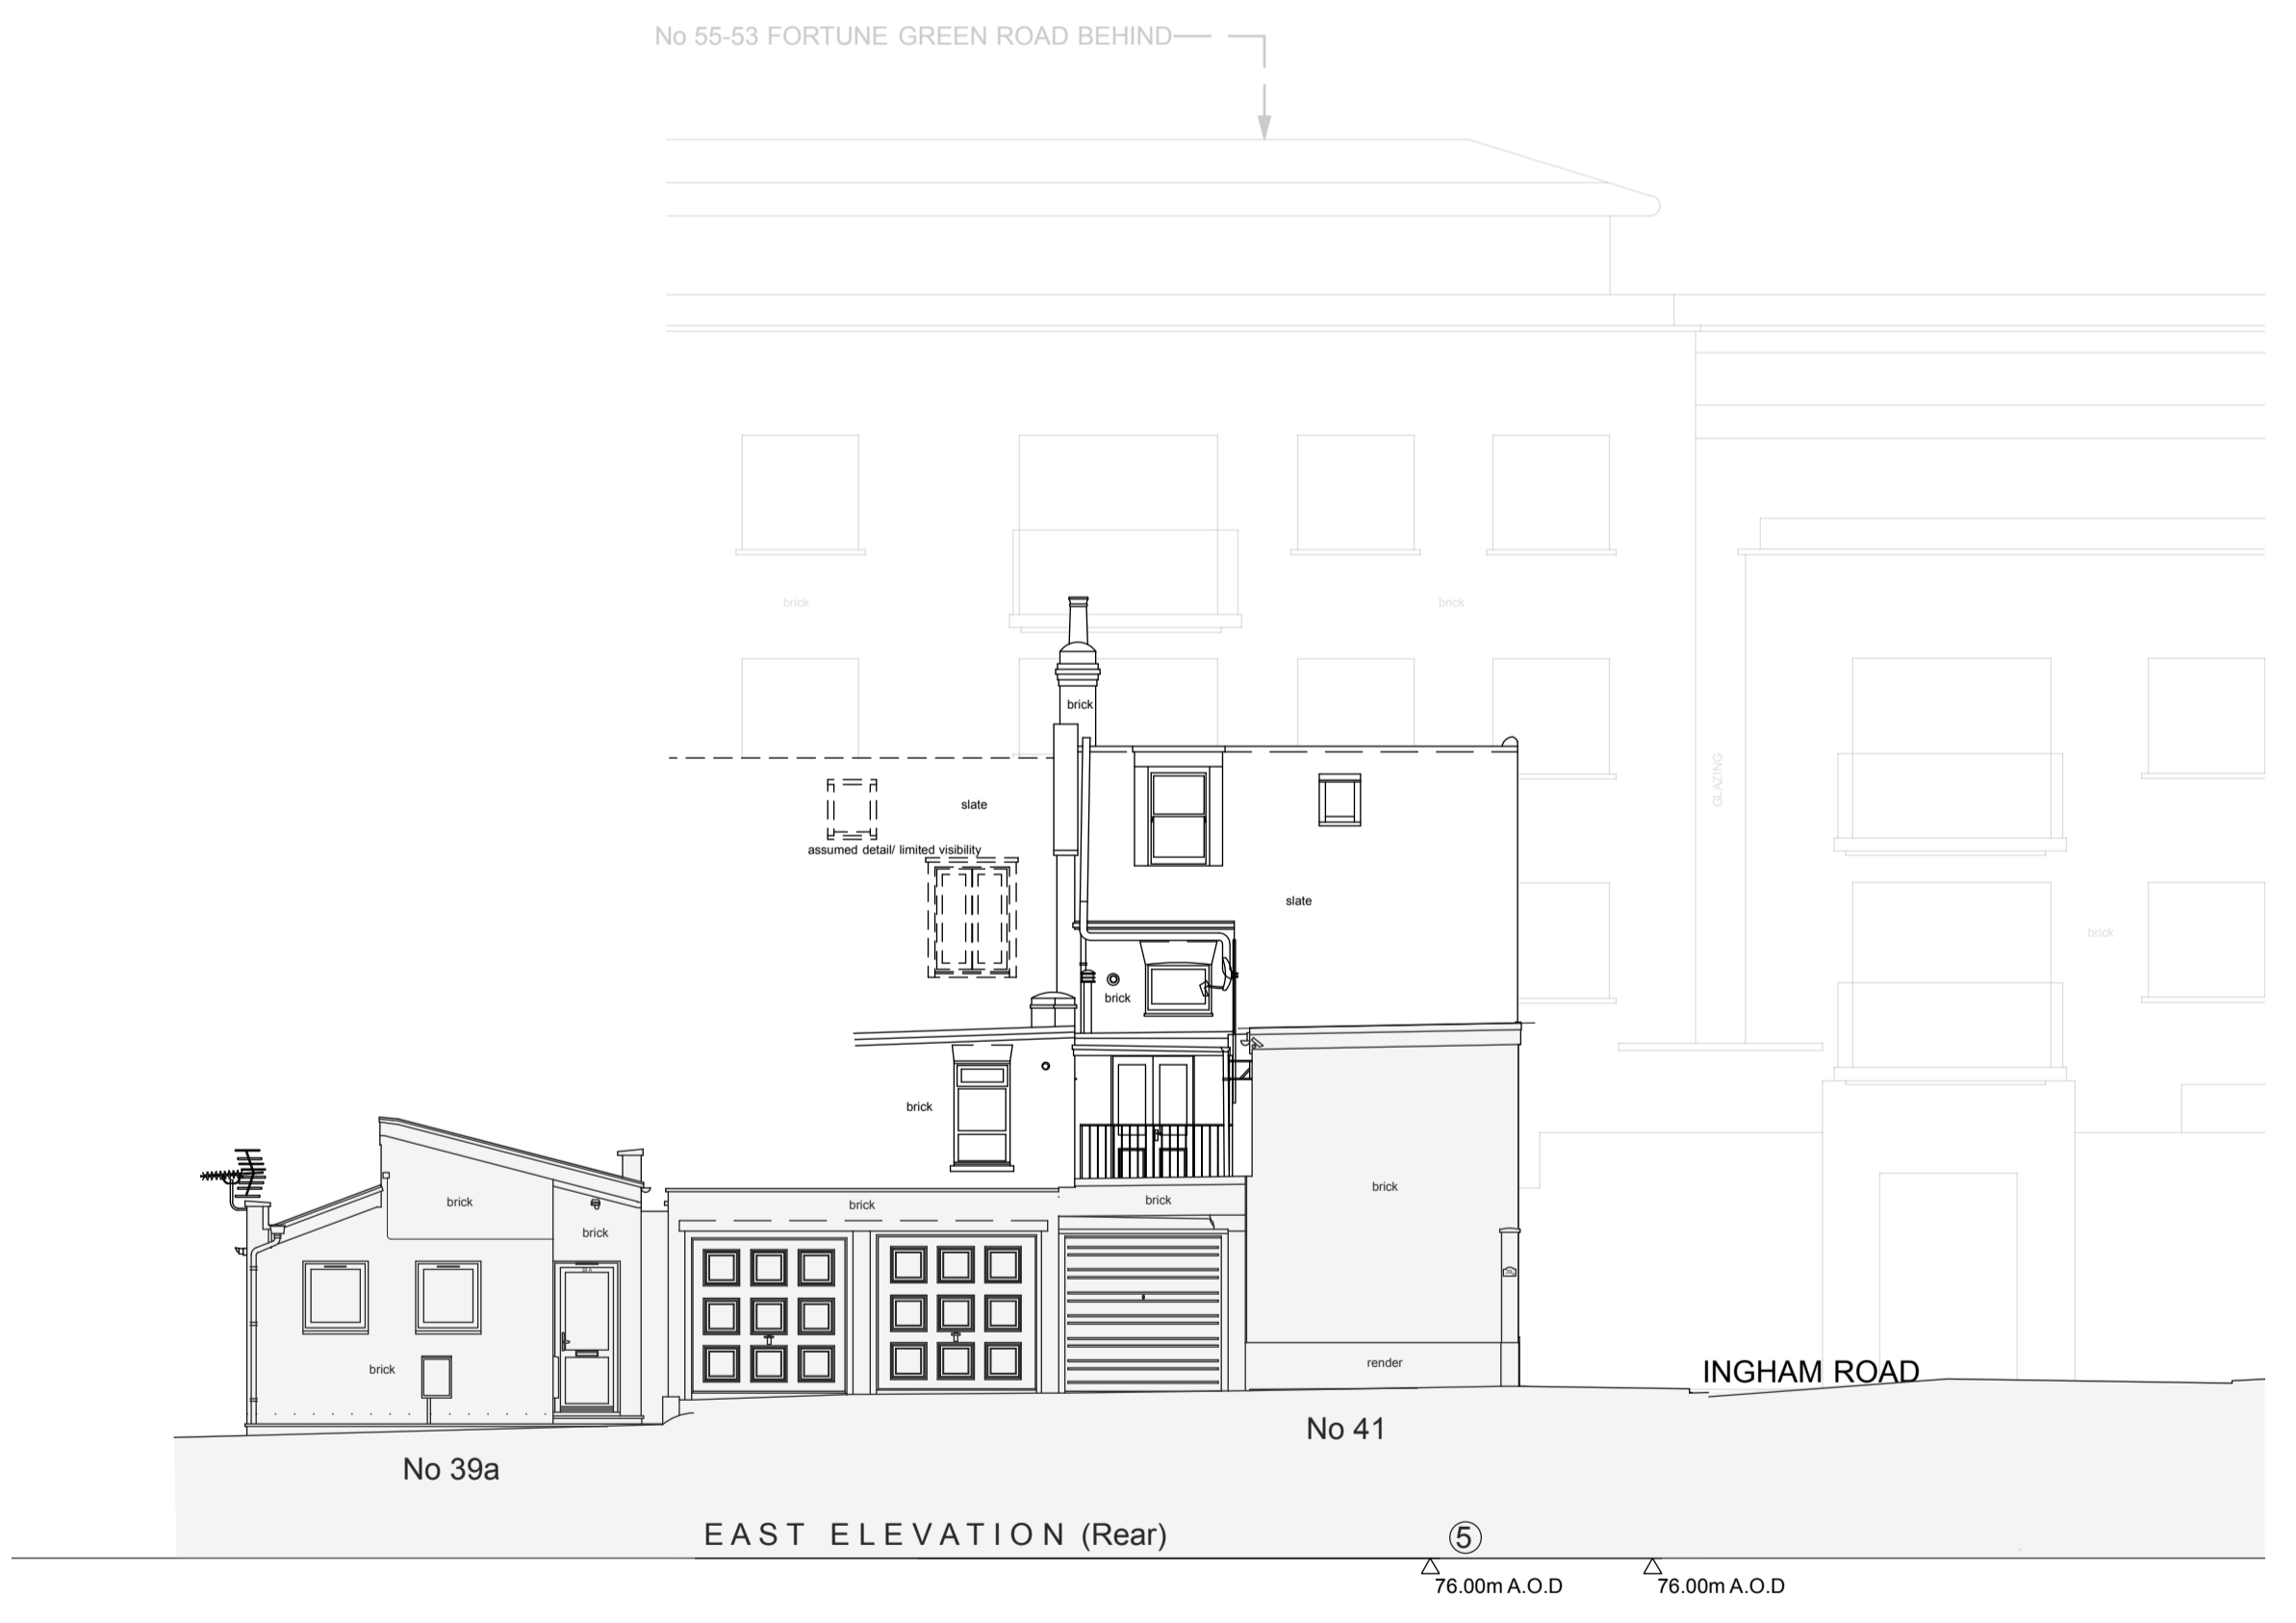 No 55-53 FORTUNE GREEN ROAD BEHIND
brick
brick
brick
GLAZING
slate
assumed detail/ limited visibility
slate
brick
brick
brick
brick
brick
brick
brick
brick
brick
39 A
brick
render
INGHAM ROAD
No 41
No 39a
EAST ELEVATION (Rear)
5
76.00m A.O.D
76.00m A.O.D